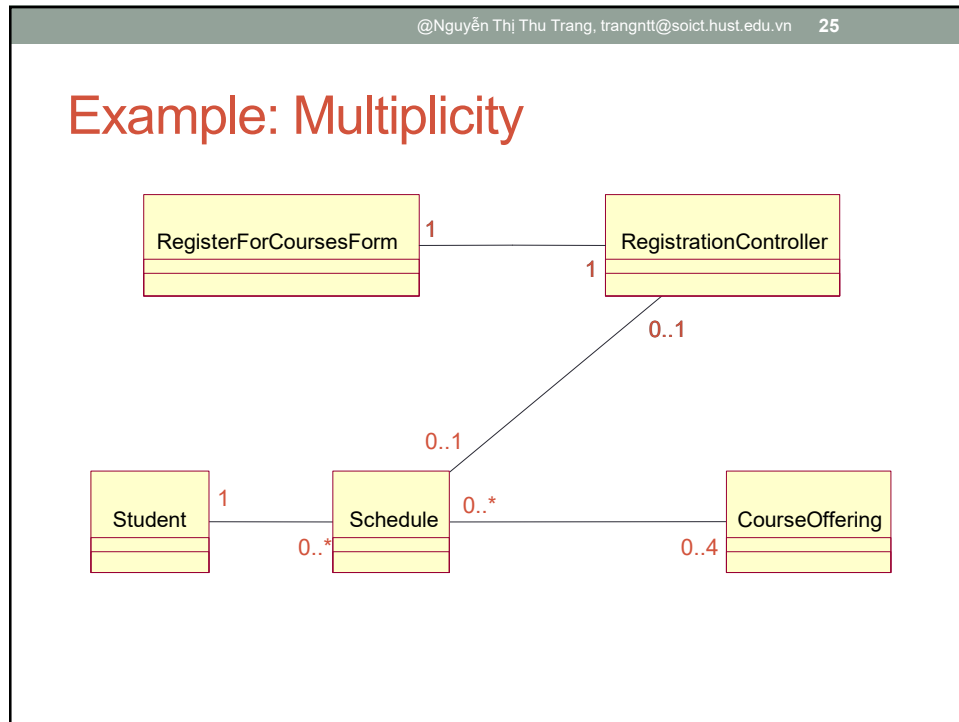 @Nguyễn Thị Thu Trang, trangntt@soict.hust.edu.vn 25
Example: Multiplicity
RegisterForCoursesForm 1 RegistrationController
1
0..1
0..1
Student 1 Schedule 0..* CourseOffering
0..* 0..4